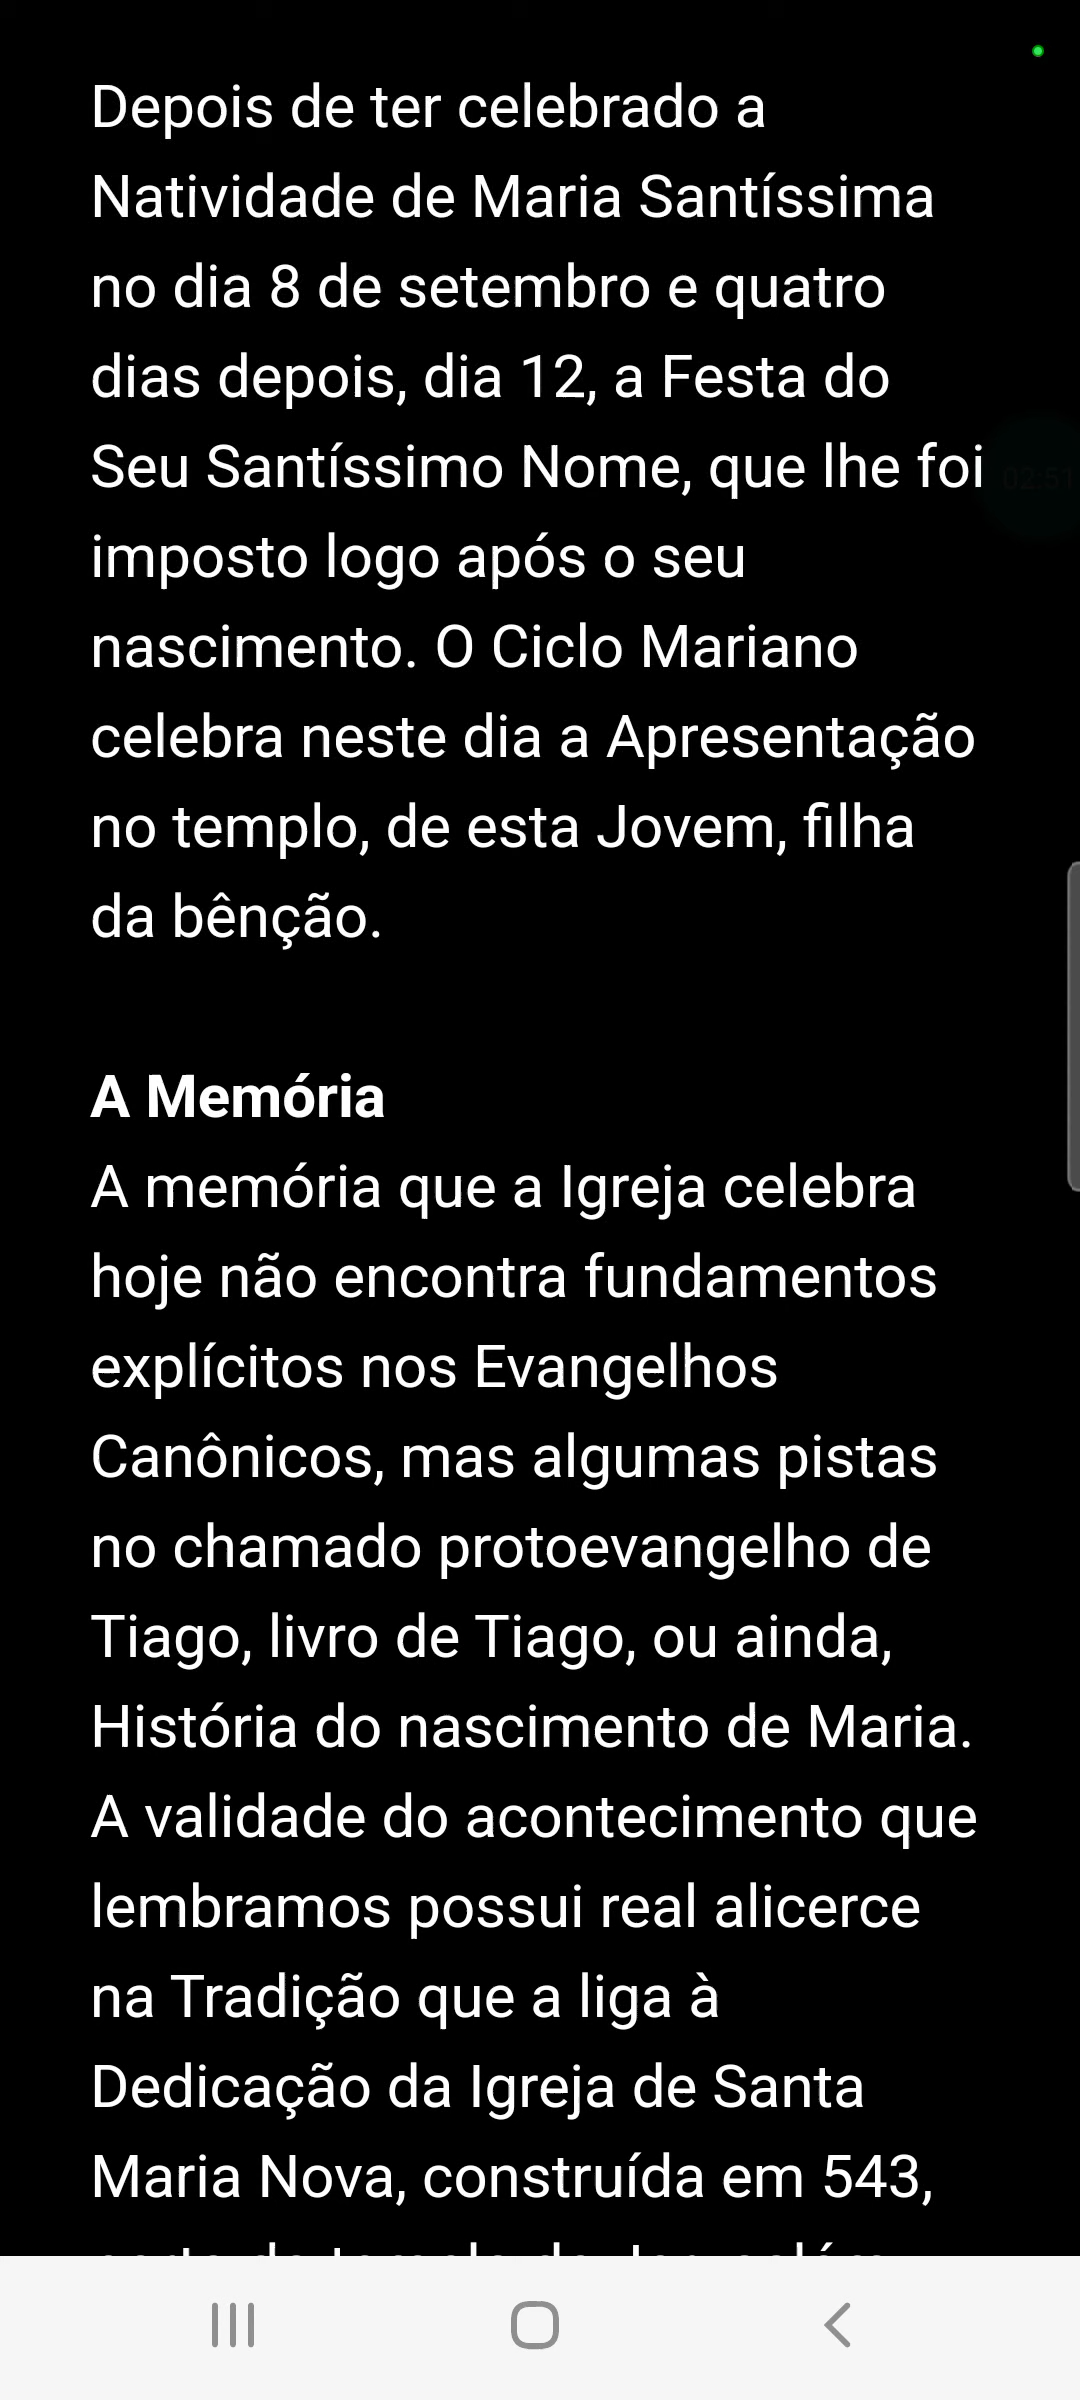 Depois de ter celebrado a
Natividade de Maria Santíssima
no dia 8 de setembro e quatro
dias depois, dia 12, a Festa do
Seu Santíssimo Nome, que lhe foi
02:51
imposto logo após o seu
nascimento. O Ciclo Mariano
celebra neste dia a Apresentação
no templo, de esta Jovem, filha
da bênção.
A Memória
A memória que a Igreja celebra
hoje não encontra fundamentos
explícitos nos Evangelhos
Canônicos, mas algumas pistas
no chamado protoevangelho de
Tiago, livro de Tiago, ou ainda,
História do nascimento de Maria.
A validade do acontecimento que
lembramos possui real alicerce
na Tradição que a liga à
Dedicação da Igreja de Santa
Maria Nova, construída em 543,